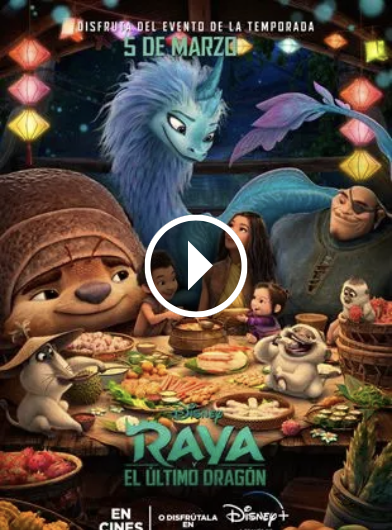 DISFRUTA DEL EVENTO DE LA TEMPORADA
5 DE MARZO
Disney
RAYA
Y
EL ÚLTIMO DRAGÓN
EN
CINES
O DISFRÚTALA
EN
Disney+